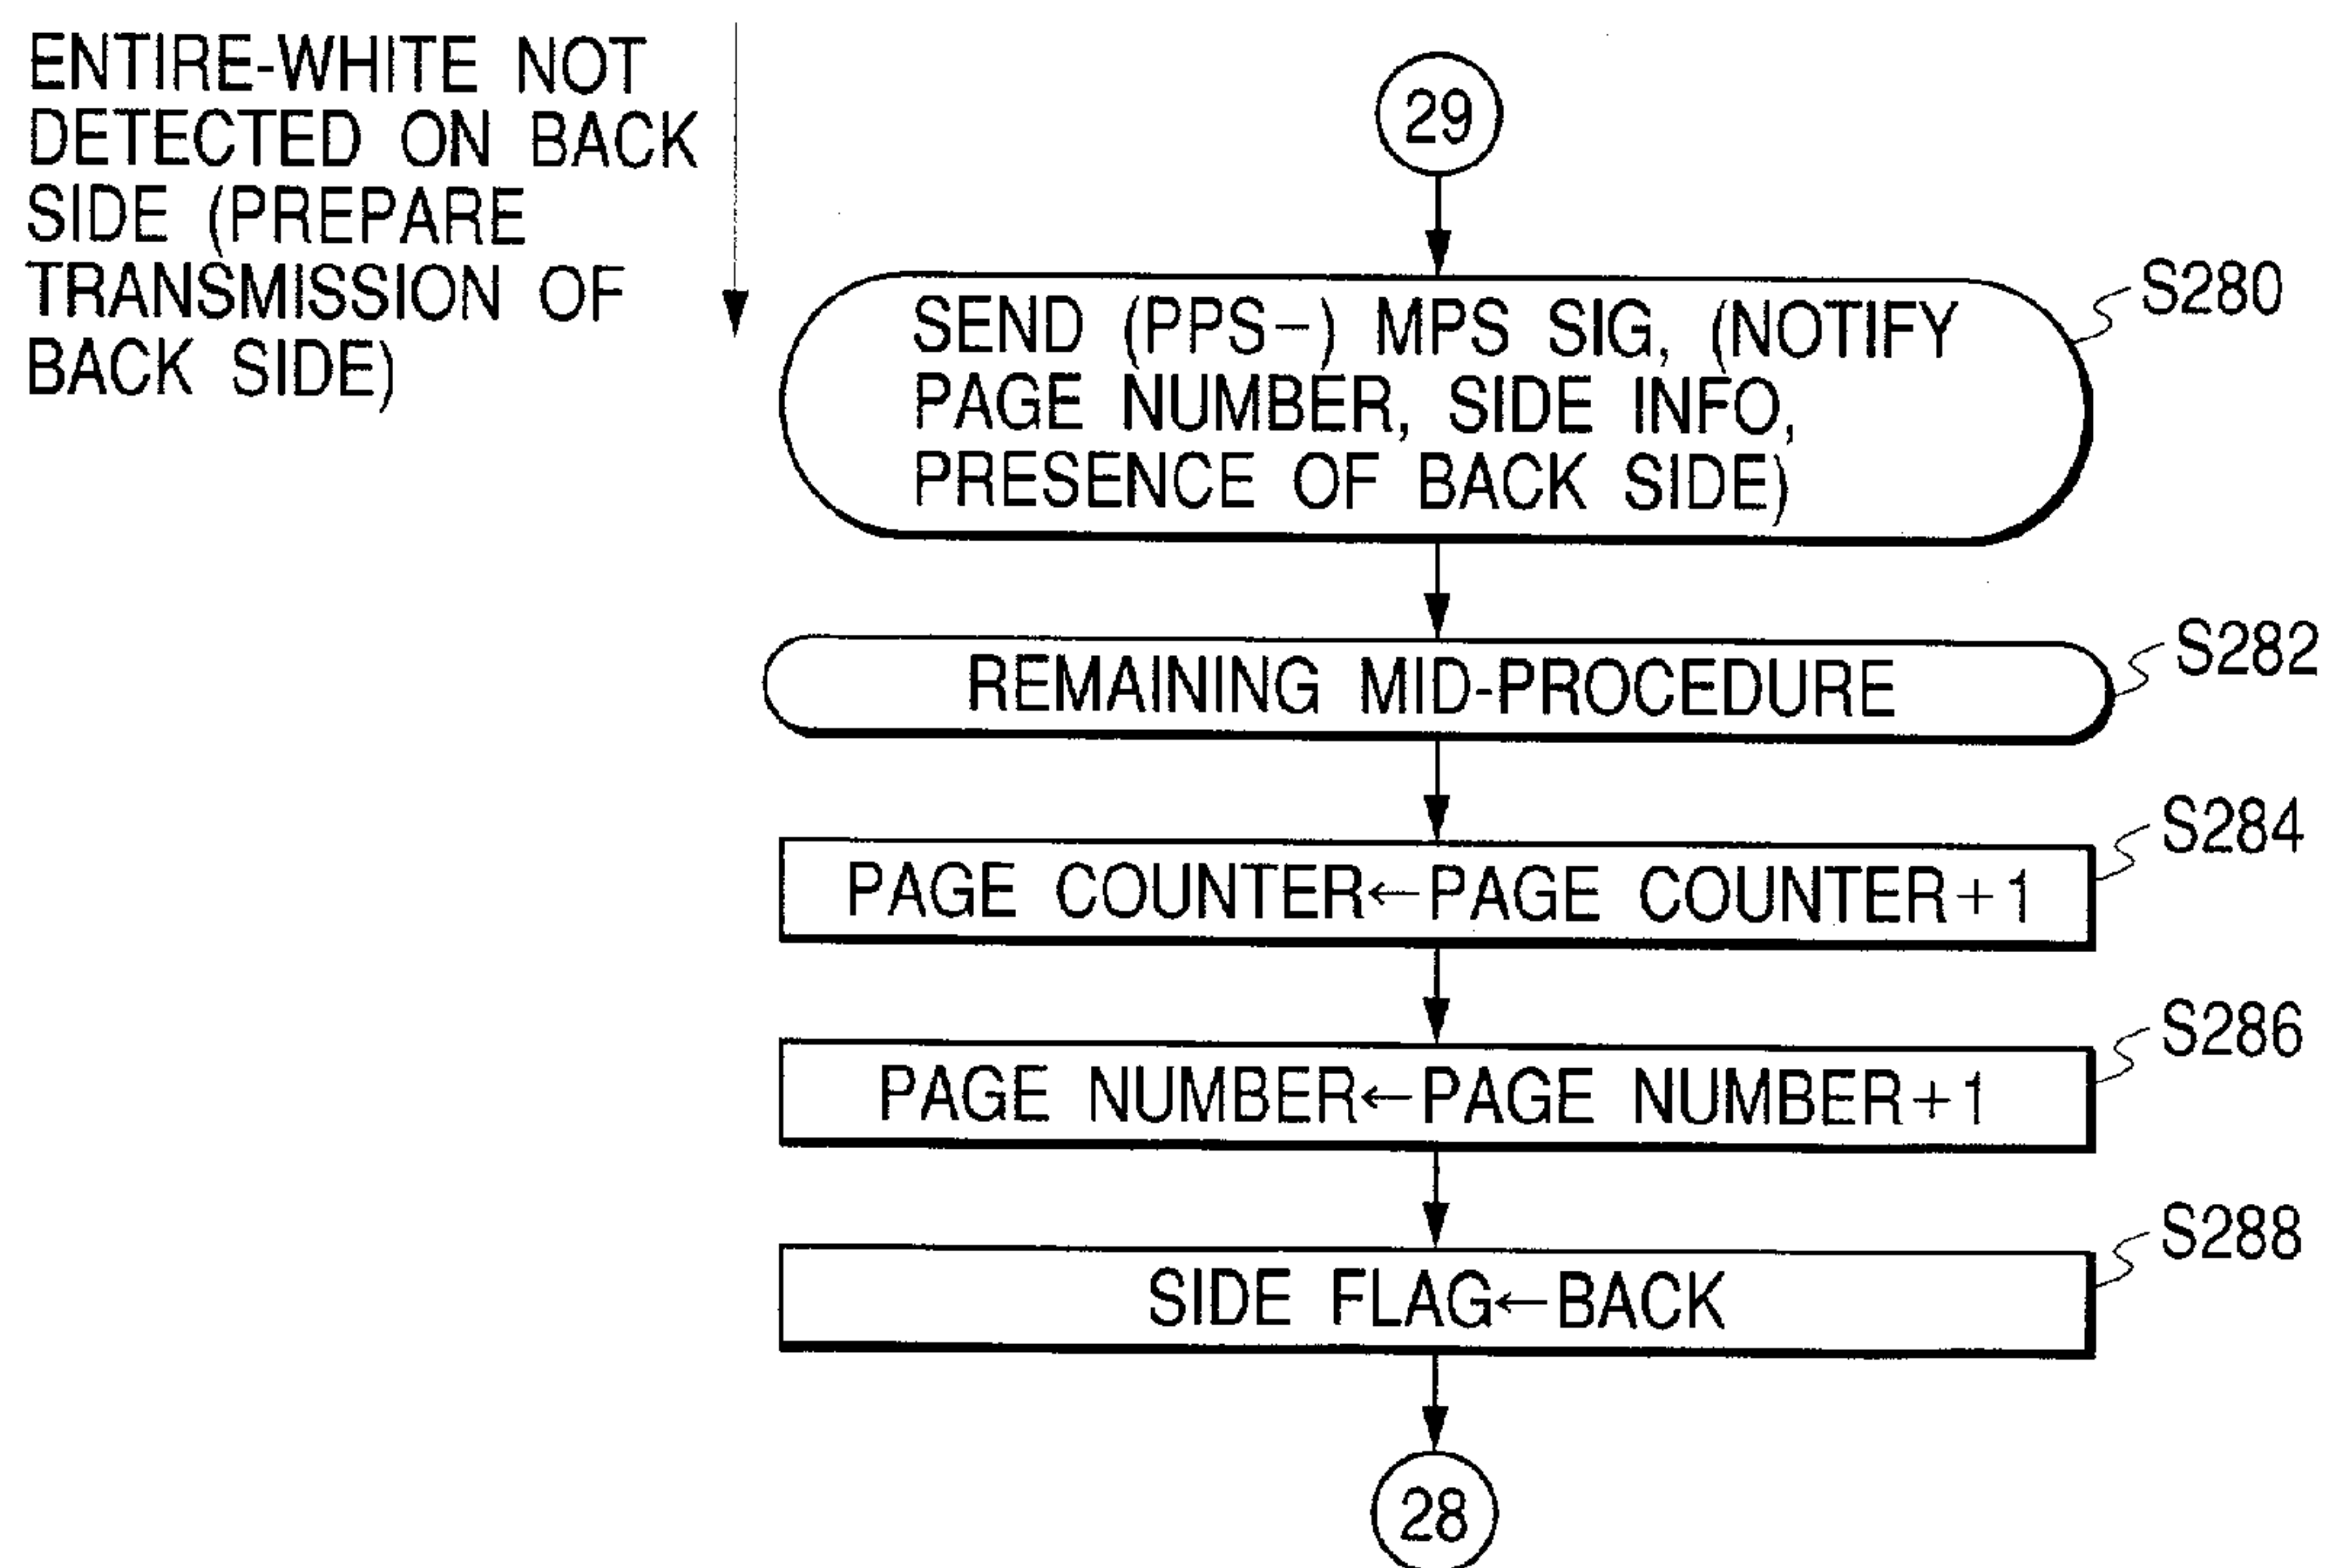 ENTIRE-WHITE NOT
DETECTED ON BACK
SIDE (PREPARE
TRANSMISSION OF
BACK SIDE)
29
SEND (PPS-) MPS SIG, (NOTIFY
PAGE NUMBER, SIDE INFO,
PRESENCE OF BACK SIDE)
S280
REMAINING MID-PROCEDURE
S282
PAGE COUNTER←PAGE COUNTER+1
S284
PAGE NUMBER←PAGE NUMBER+1
S286
SIDE FLAG←BACK
S288
28